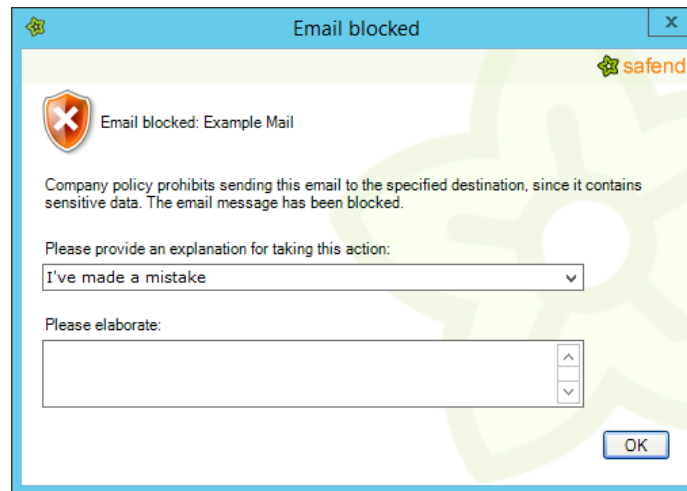 Email blocked
x
safend
Email blocked: Example Mail
Company policy prohibits sending this email to the specified destination, since it contains
sensitive data. The email message has been blocked.
Please provide an explanation for taking this action:
I've made a mistake
Please elaborate:
OK